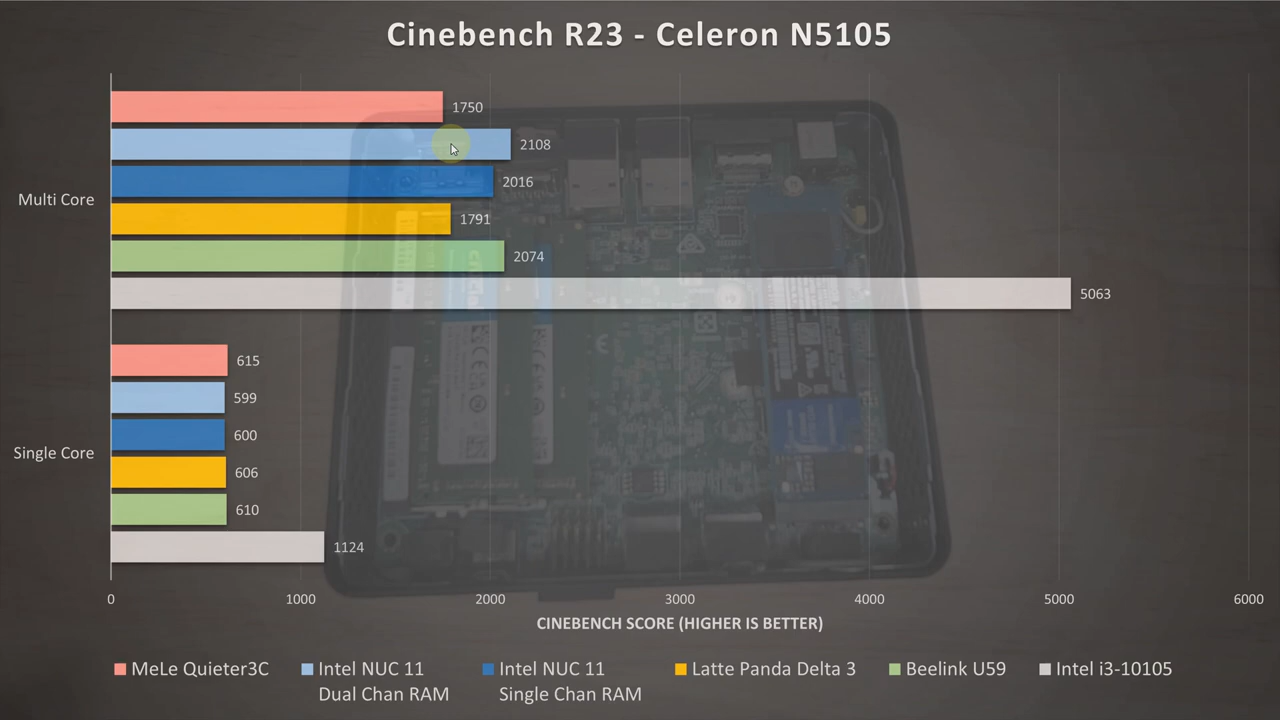 Cinebench R23 - Celeron N5105
Multi Core
1750
2108
2016
1791
2074
5063
Single Core
615
599
600
606
610
1124
0 1000 2000 3000 4000 5000 6000
CINEBENCH SCORE (HIGHER IS BETTER)
MeLe Quieter3C
Intel NUC 11
Dual Chan RAM
Intel NUC 11
Single Chan RAM
Latte Panda Delta 3
Beelink U59
Intel i3-10105